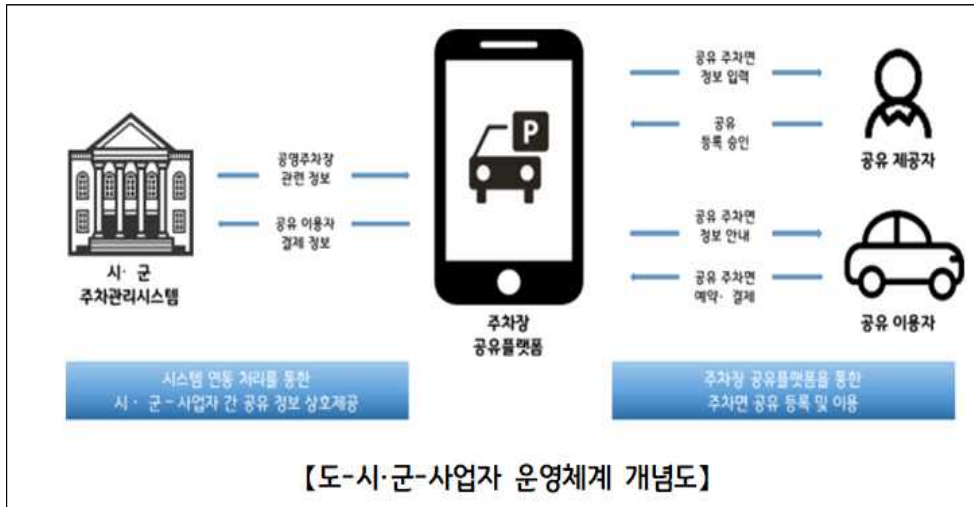 공영주차장
관련 정보
공유 이용자
결제 정보
시· 군
주차관리시스템
P
주차장
공유플랫폼
공유 주차면
정보 입력
공유
등록 승인
공유 제공자
공유 주차면
정보 안내
공유 주차면
예약· 결제
공유 이용자
시스템 연동 처리를 통한
시 · 군 – 사업자 간 공유 정보 상호제공
주차장 공유플랫폼을 통한
주차면 공유 등록 및 이용
【도-시·군-사업자 운영체계 개념도】